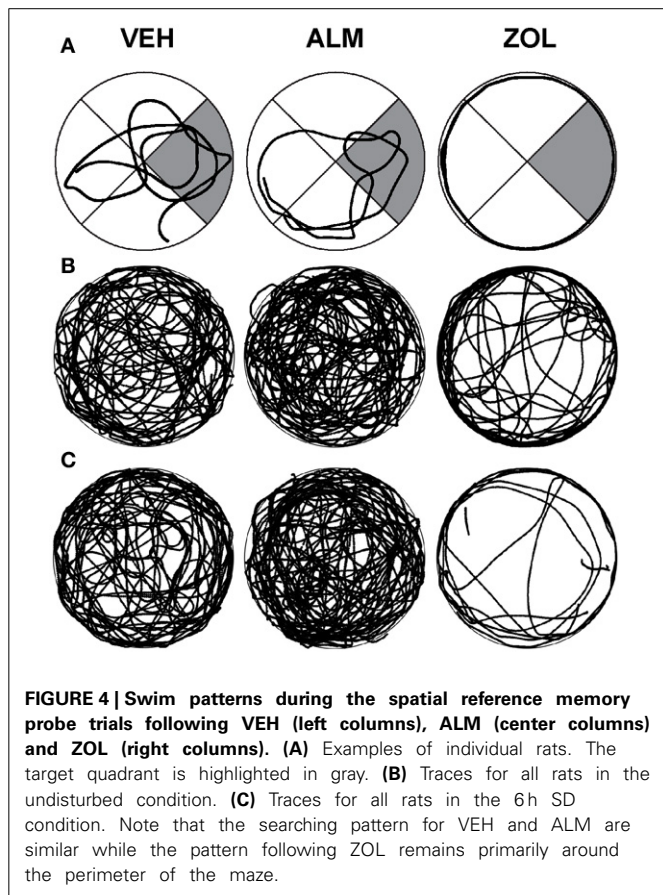 VEH ALM ZOL
A
B
C
FIGURE 4 | Swim patterns during the spatial reference memory
probe trials following VEH (left columns), ALM (center columns)
and ZOL (right columns). (A) Examples of individual rats. The
target quadrant is highlighted in gray. (B) Traces for all rats in the
undisturbed condition. (C) Traces for all rats in the 6 h SD
condition. Note that the searching pattern for VEH and ALM are
similar while the pattern following ZOL remains primarily around
the perimeter of the maze.